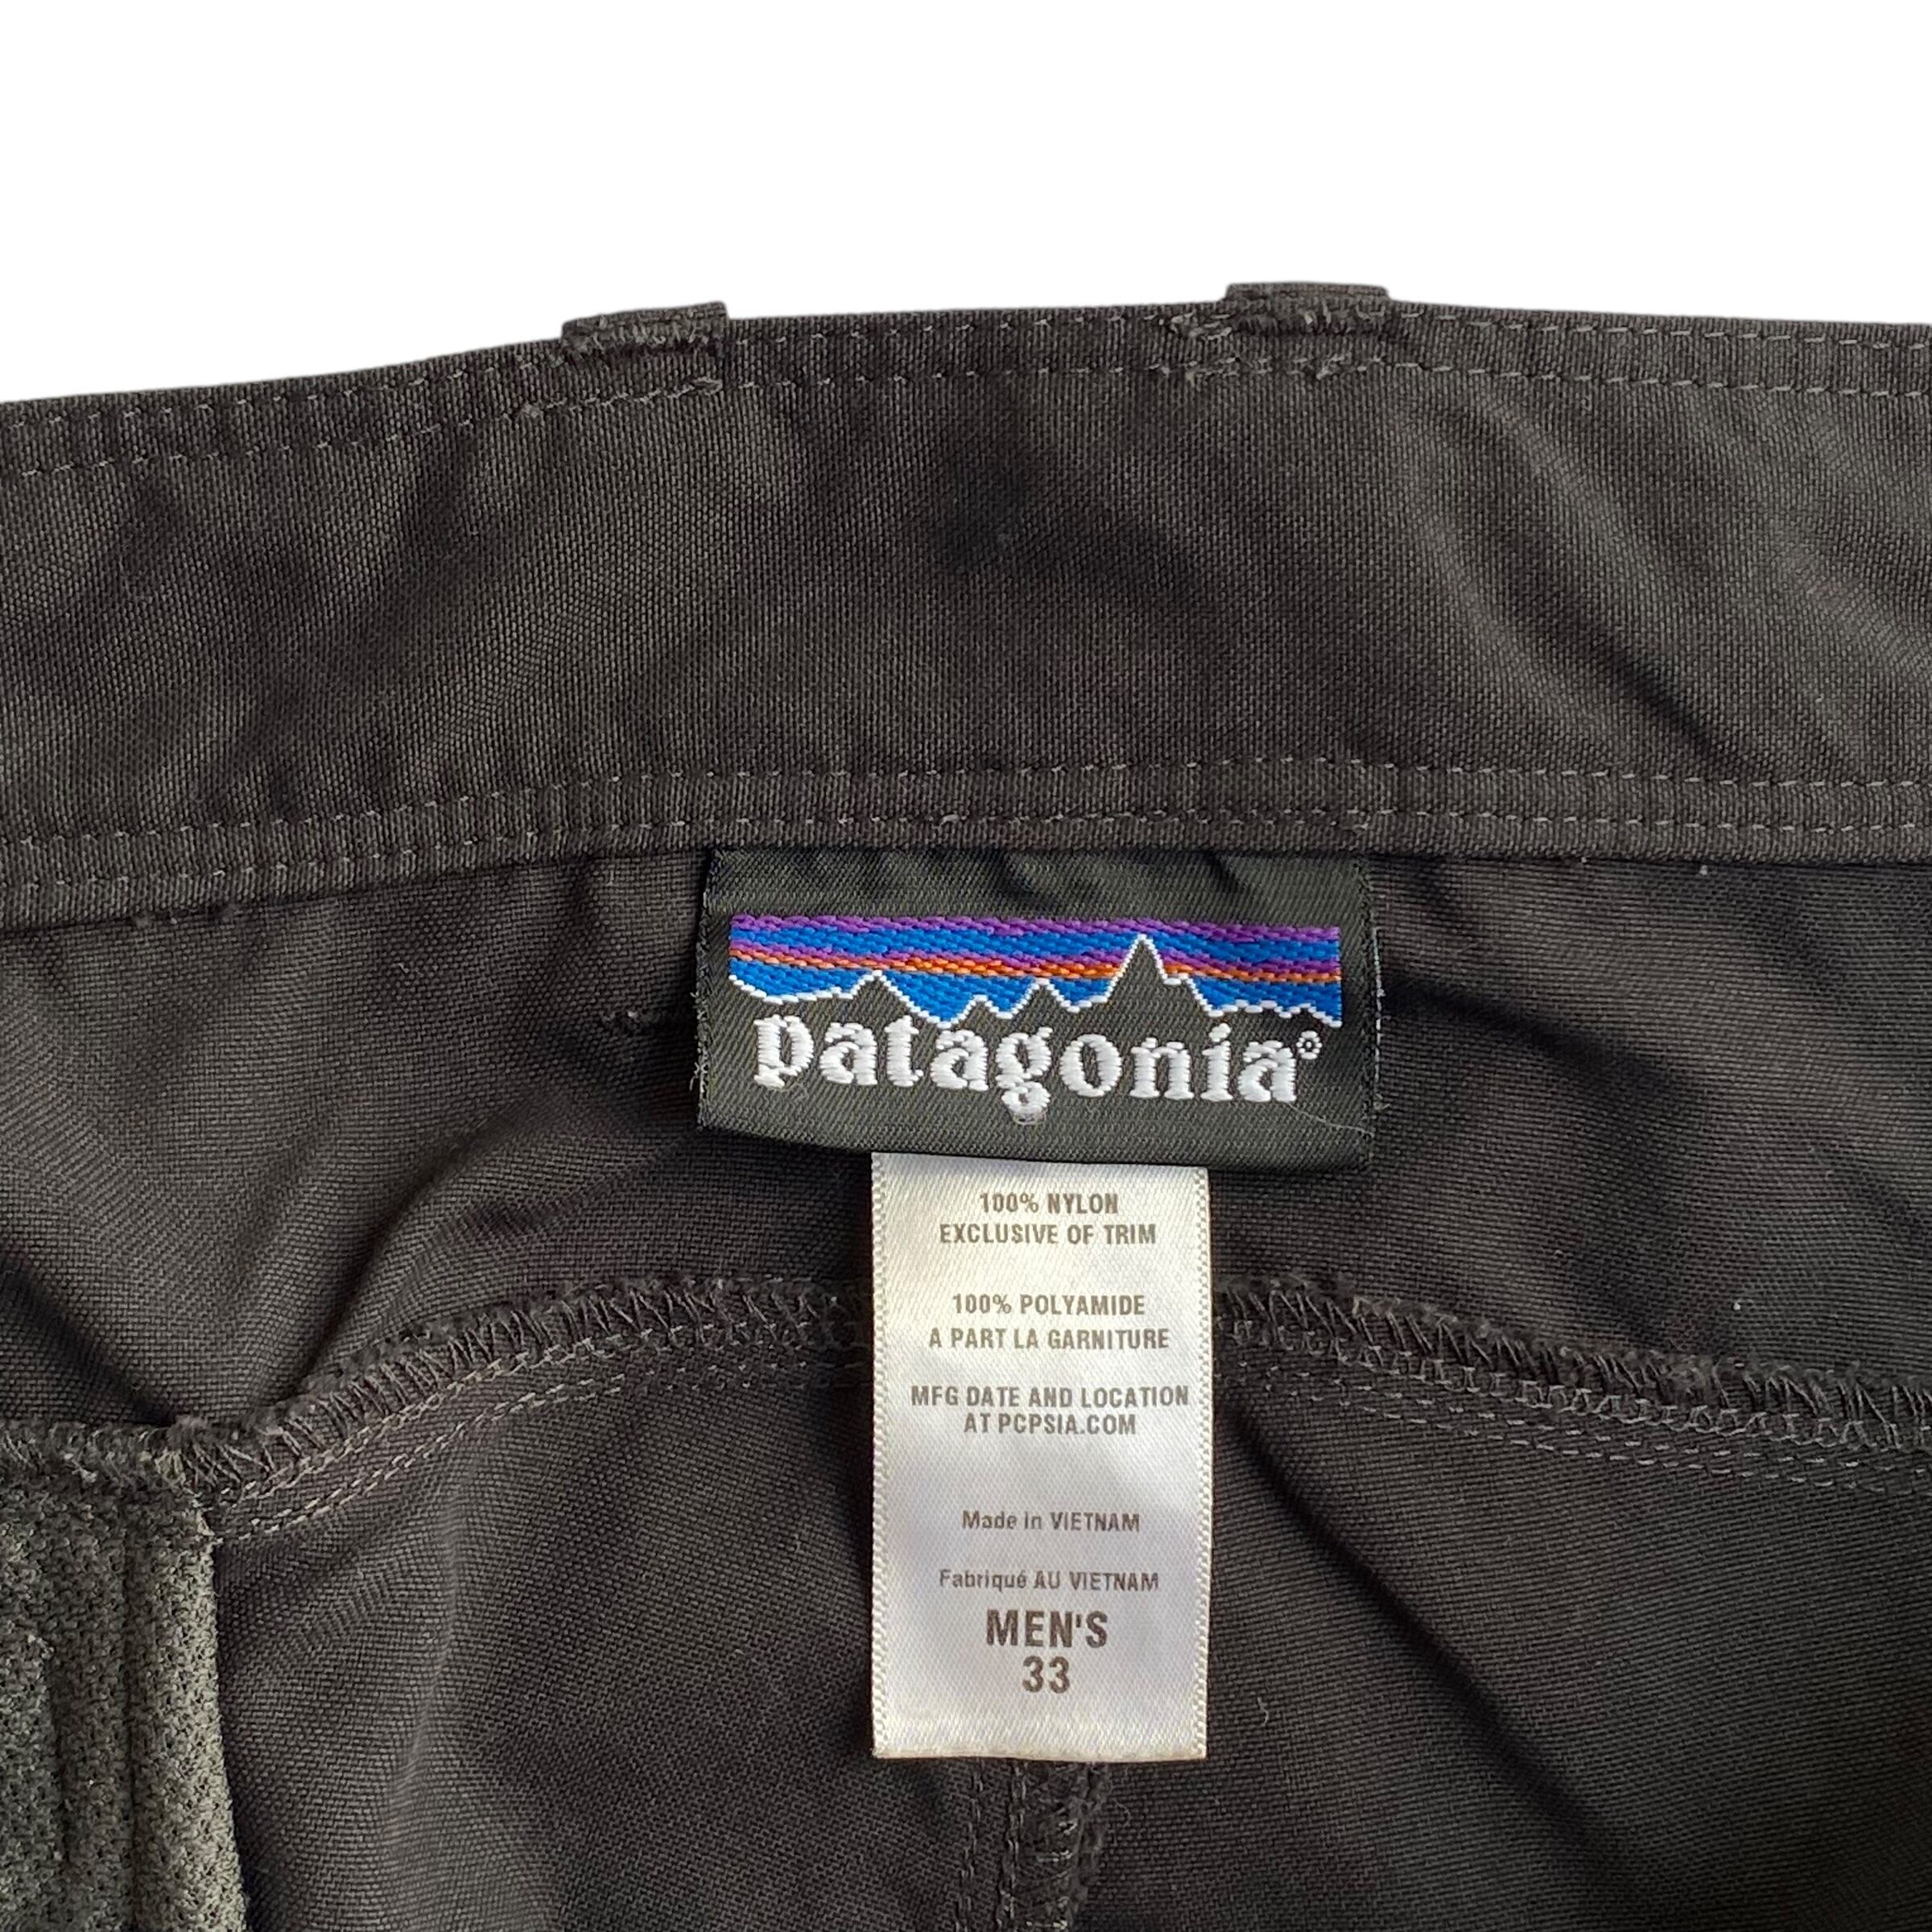 patagonia®
100% NYLON
EXCLUSIVE OF TRIM
100% POLYAMIDE
A PART LA GARNITURE
MFG DATE AND LOCATION
AT PCPSIA.COM
Made in VIETNAM
Fabriqué AU VIETNAM
MEN'S
33